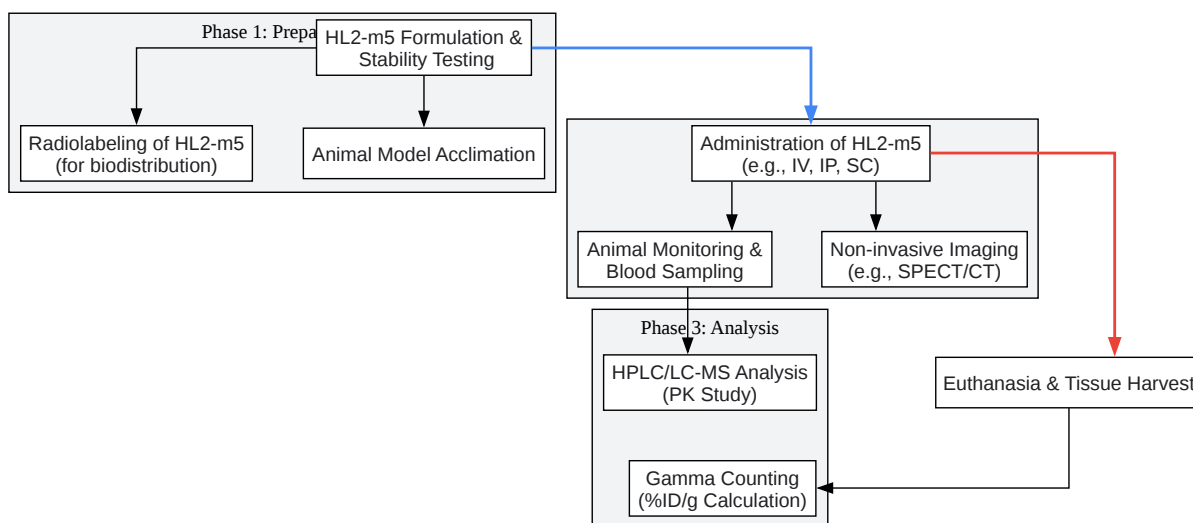 Phase 1: Prepa
HL2-m5 Formulation &
Stability Testing
Radiolabeling of HL2-m5
(for biodistribution)
Animal Model Acclimation
Administration of HL2-m5
(e.g., IV, IP, SC)
Animal Monitoring &
Blood Sampling
Non-invasive Imaging
(e.g., SPECT/CT)
Phase 3: Analysis
HPLC/LC-MS Analysis
(PK Study)
Euthanasia & Tissue Harvest
Gamma Counting
(%ID/g Calculation)